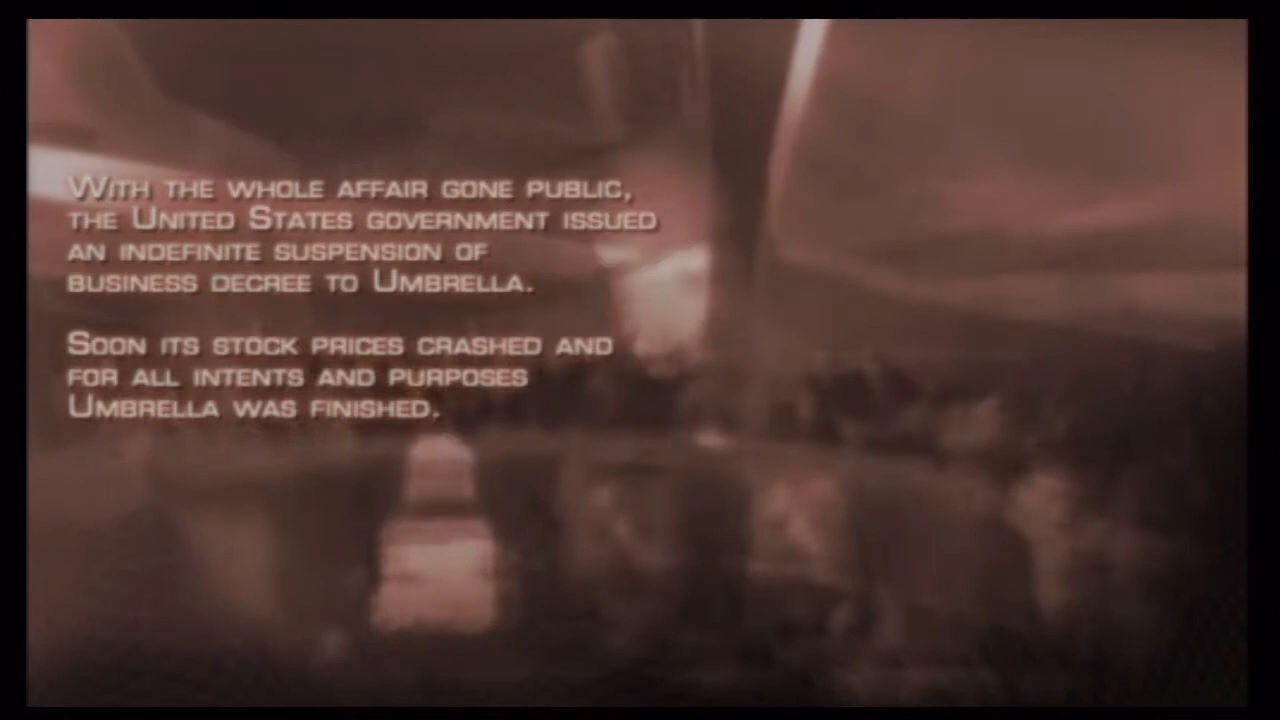 With the whole affair gone public,
the United States government issued
an indefinite suspension of
business decree to Umbrella.
Soon its stock prices crashed and
for all intents and purposes
Umbrella was finished.